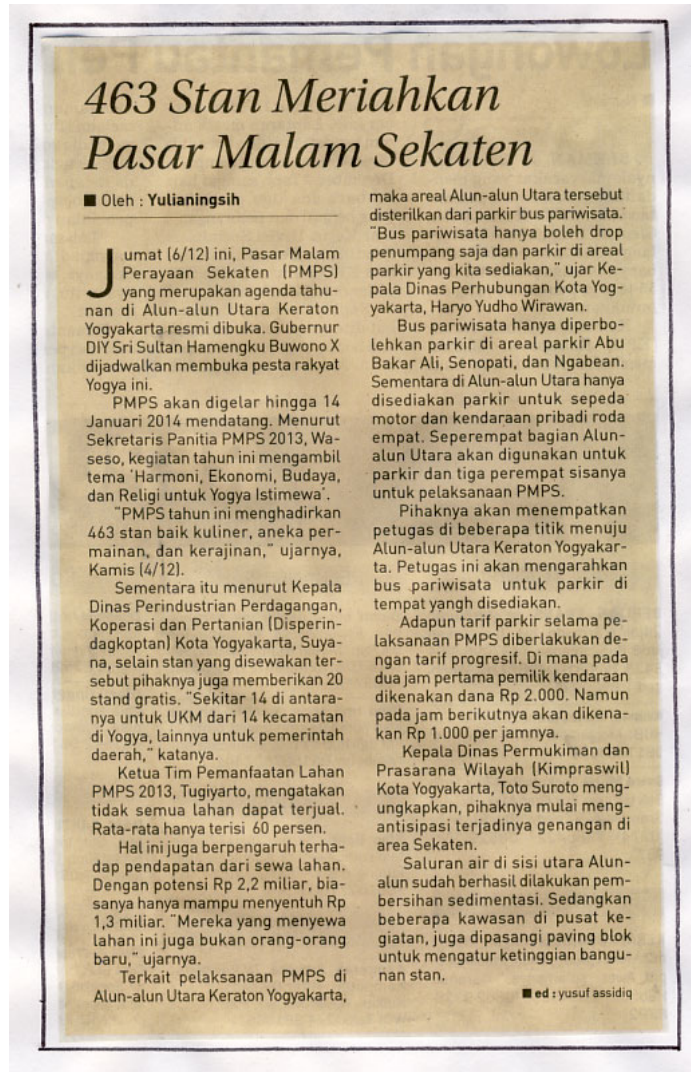 463 Stan Meriahkan
Pasar Malam Sekaten
■ Oleh : Yulianingsih
Jumat (6/12) ini, Pasar Malam
Perayaan Sekaten (PMPS)
yang merupakan agenda tahu-
nan di Alun-alun Utara Keraton
Yogyakarta resmi dibuka. Gubernur
DIY Sri Sultan Hamengku Buwono X
dijadwalkan membuka pesta rakyat
Yogya ini.
PMPS akan digelar hingga 14
Januari 2014 mendatang. Menurut
Sekretaris Panitia PMPS 2013, Wa-
seso, kegiatan tahun ini mengambil
tema 'Harmoni, Ekonomi, Budaya,
dan Religi untuk Yogya Istimewa'.
"PMPS tahun ini menghadirkan
463 stan baik kuliner, aneka per-
mainan, dan kerajinan," ujarnya,
Kamis (4/12).
Sementara itu menurut Kepala
Dinas Perindustrian Perdagangan,
Koperasi dan Pertanian (Disperin-
dagkoptan) Kota Yogyakarta, Suya-
na, selain stan yang disewakan ter-
sebut pihaknya juga memberikan 20
stand gratis. "Sekitar 14 di antara-
nya untuk UKM dari 14 kecamatan
di Yogya, lainnya untuk pemerintah
daerah," katanya.
Ketua Tim Pemanfaatan Lahan
PMPS 2013, Tugiyarto, mengatakan
tidak semua lahan dapat terjual.
Rata-rata hanya terisi 60 persen.
Hal ini juga berpengaruh terha-
dap pendapatan dari sewa lahan.
Dengan potensi Rp 2,2 miliar, bia-
sanya hanya mampu menyentuh Rp
1,3 miliar. "Mereka yang menyewa
lahan ini juga bukan orang-orang
baru," ujarnya.
Terkait pelaksanaan PMPS di
Alun-alun Utara Keraton Yogyakarta,
maka areal Alun-alun Utara tersebut
disterilkan dari parkir bus pariwisata.
"Bus pariwisata hanya boleh drop
penumpang saja dan parkir di areal
parkir yang kita sediakan," ujar Ke-
pala Dinas Perhubungan Kota Yog-
yakarta, Haryo Yudho Wirawan.
Bus pariwisata hanya diperbo-
lehkan parkir di areal parkir Abu
Bakar Ali, Senopati, dan Ngabean.
Sementara di Alun-alun Utara hanya
disediakan parkir untuk sepeda
motor dan kendaraan pribadi roda
empat. Seperempat bagian Alun-
alun Utara akan digunakan untuk
parkir dan tiga perempat sisanya
untuk pelaksanaan PMPS.
Pihaknya akan menempatkan
petugas di beberapa titik menuju
Alun-alun Utara Keraton Yogyakar-
ta. Petugas ini akan mengarahkan
bus pariwisata untuk parkir di
tempat yangh disediakan.
Adapun tarif parkir selama pe-
laksanaan PMPS diberlakukan de-
ngan tarif progresif. Di mana pada
dua jam pertama pemilik kendaraan
dikenakan dana Rp 2.000. Namun
pada jam berikutnya akan dikena-
kan Rp 1.000 per jamnya.
Kepala Dinas Permukiman dan
Prasarana Wilayah (Kimpraswil)
Kota Yogyakarta, Toto Suroto meng-
ungkapkan, pihaknya mulai meng-
antisipasi terjadinya genangan di
area Sekaten.
Saluran air di sisi utara Alun-
alun sudah berhasil dilakukan pem-
bersihan sedimentasi. Sedangkan
beberapa kawasan di pusat ke-
giatan, juga dipasangi paving blok
untuk mengatur ketinggian bangu-
nan stan.
■ ed : yusuf assidiq